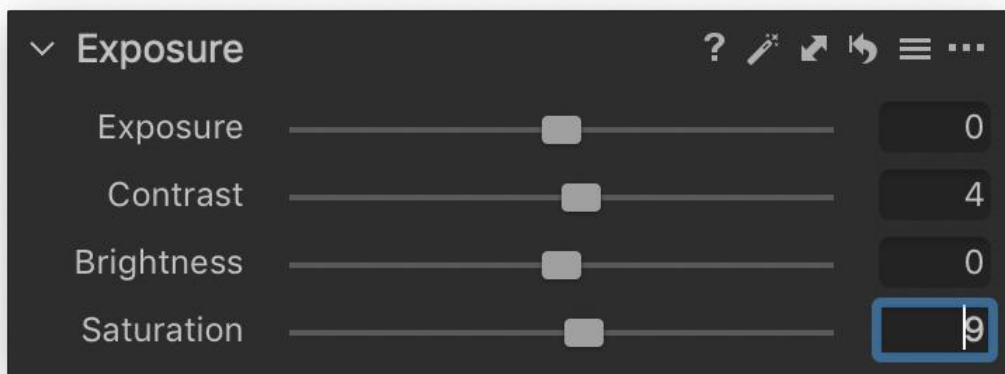 Exposure ?
Exposure 0
Contrast 4
Brightness 0
Saturation 9